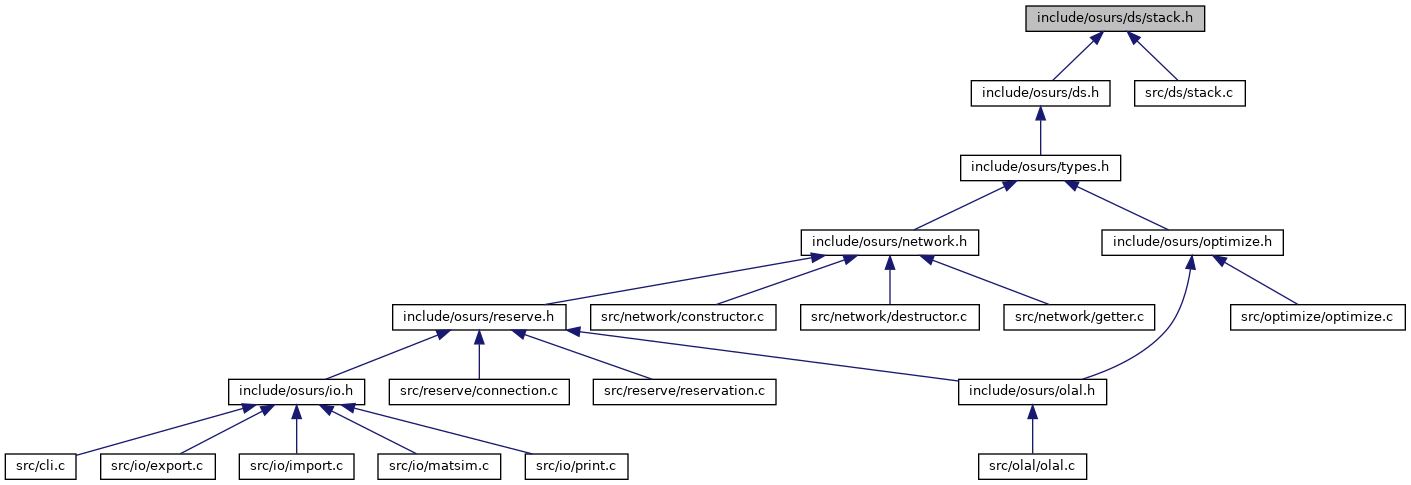 include/osurs/ds/stack.h
include/osurs/ds.h
src/ds/stack.c
include/osurs/types.h
include/osurs/network.h
include/osurs/optimize.h
include/osurs/reserve.h
src/network/constructor.c
src/network/destructor.c
src/network/getter.c
src/optimize/optimize.c
include/osurs/io.h
src/reserve/connection.c
src/reserve/reservation.c
include/osurs/olal.h
src/cli.c
src/io/export.c
src/io/import.c
src/io/matsim.c
src/io/print.c
src/olal/olal.c